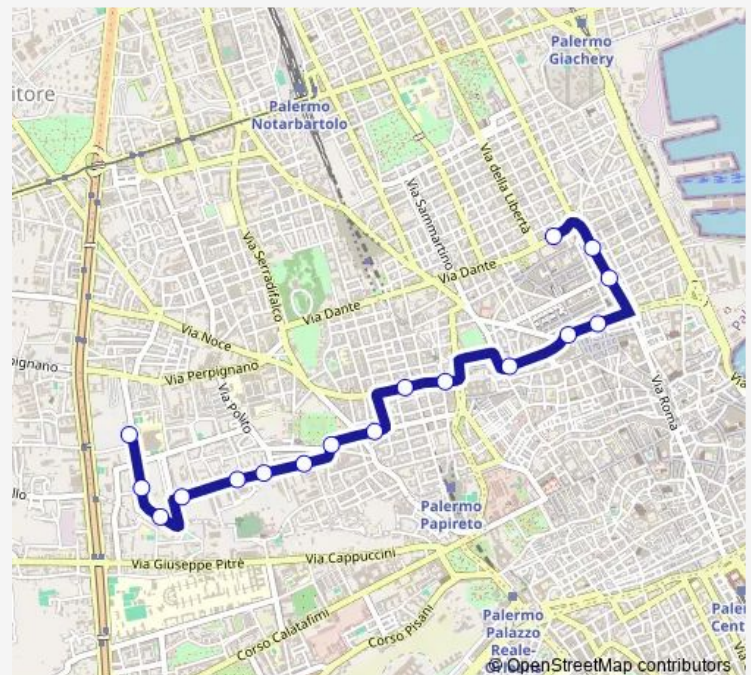 Palermo
Giachery
itore
Palermo
Notarbartolo
Via della Libertà
Via Sammartino
Via Serradifalco
Via Dante
Via Dante
Via Noce
pignano
Via Perpignano
Via Polito
Via Roma
Palermo
Papireto
Via Giuseppe Pitrè
Via Cappuccini
Corso Calatafimi
Corso Pisani
Palermo
Palazzo
Reale-
Paler
Cent
© OpenStreetMap contributors